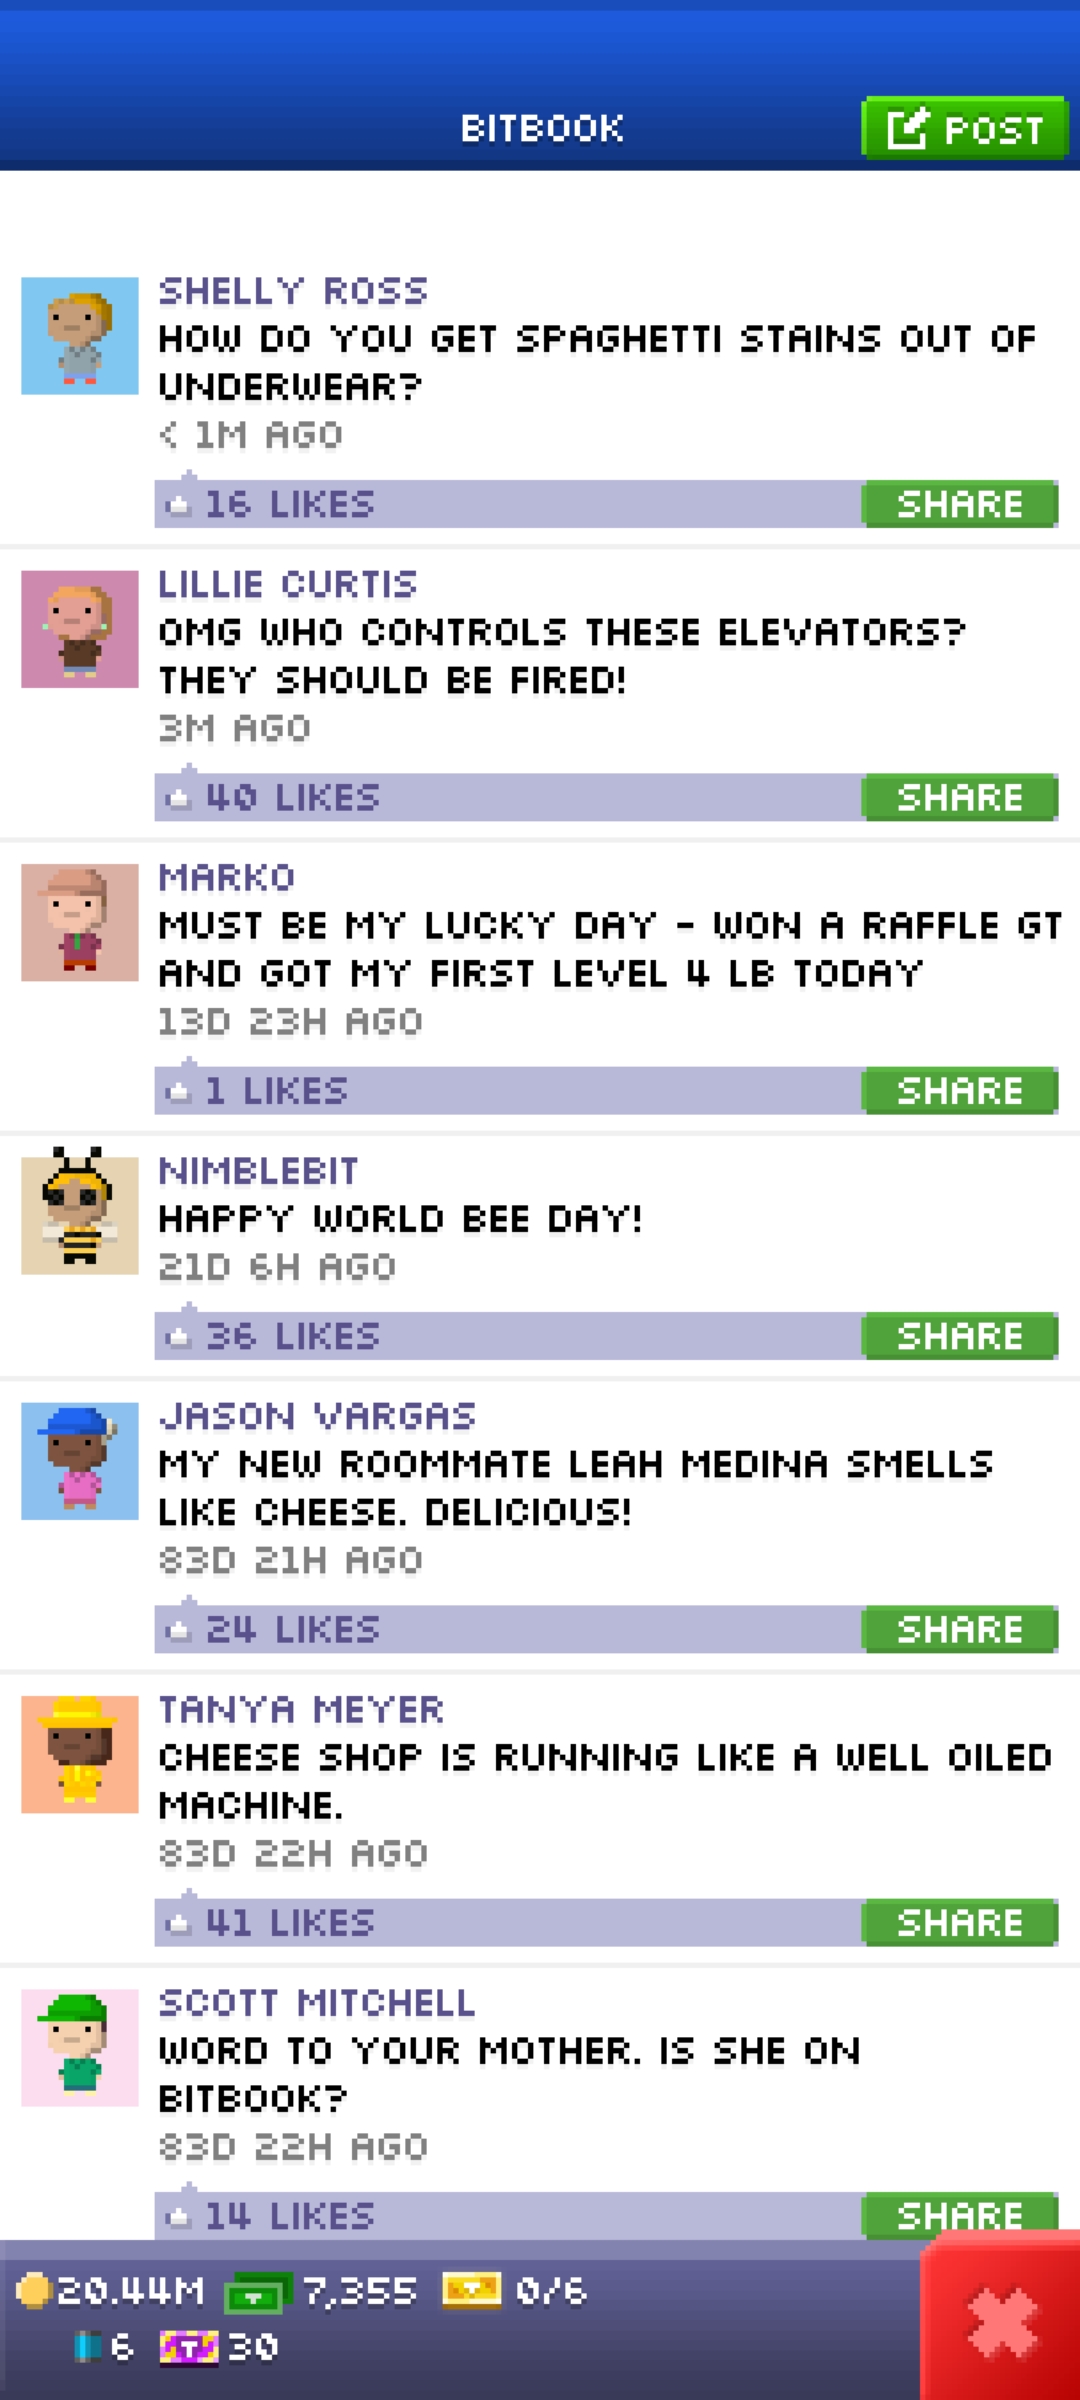 BITBOOK
POST
SHELLY ROSS
HOW DO YOU GET SPAGHETTI STAINS OUT OF
UNDERWEAR?
< 1M AGO
16 LIKES
SHARE
LILLIE CURTIS
OMG WHO CONTROLS THESE ELEVATORS?
THEY SHOULD BE FIRED!
3M AGO
40 LIKES
SHARE
MARKO
MUST BE MY LUCKY DAY - WON A RAFFLE GT
AND GOT MY FIRST LEVEL 4 LB TODAY
13D 23H AGO
1 LIKES
SHARE
NIMBLEBIT
HAPPY WORLD BEE DAY!
21D 6H AGO
36 LIKES
SHARE
JASON VARGAS
MY NEW ROOMMATE LEAH MEDINA SMELLS
LIKE CHEESE. DELICIOUS!
83D 21H AGO
24 LIKES
SHARE
TANYA MEYER
CHEESE SHOP IS RUNNING LIKE A WELL OILED
MACHINE.
83D 22H AGO
41 LIKES
SHARE
SCOTT MITCHELL
WORD TO YOUR MOTHER. IS SHE ON
BITBOOK?
83D 22H AGO
14 LIKES
SHARE
20.44M 7,355 0/6
6 T 30